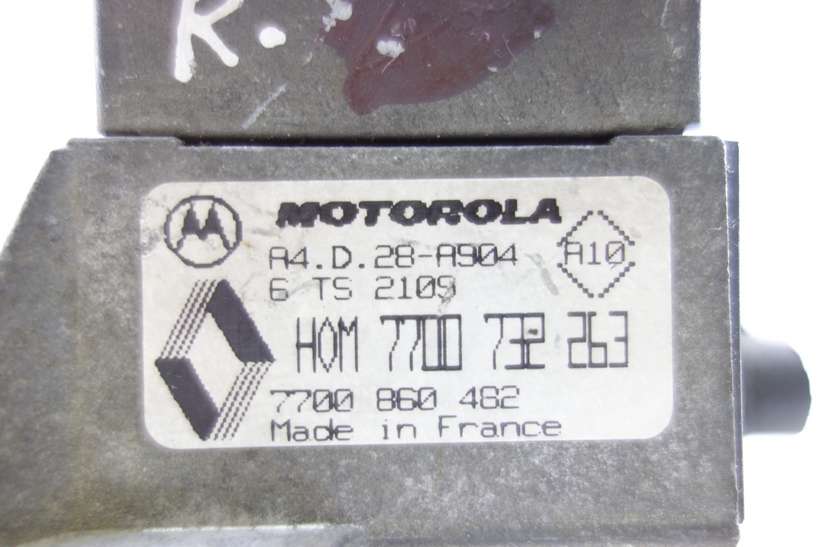 R.
MOTOROLA
A4.D.28-A904
A10
6 TS 2109
HOM 7700 732 263
7700 860 482
Made in France